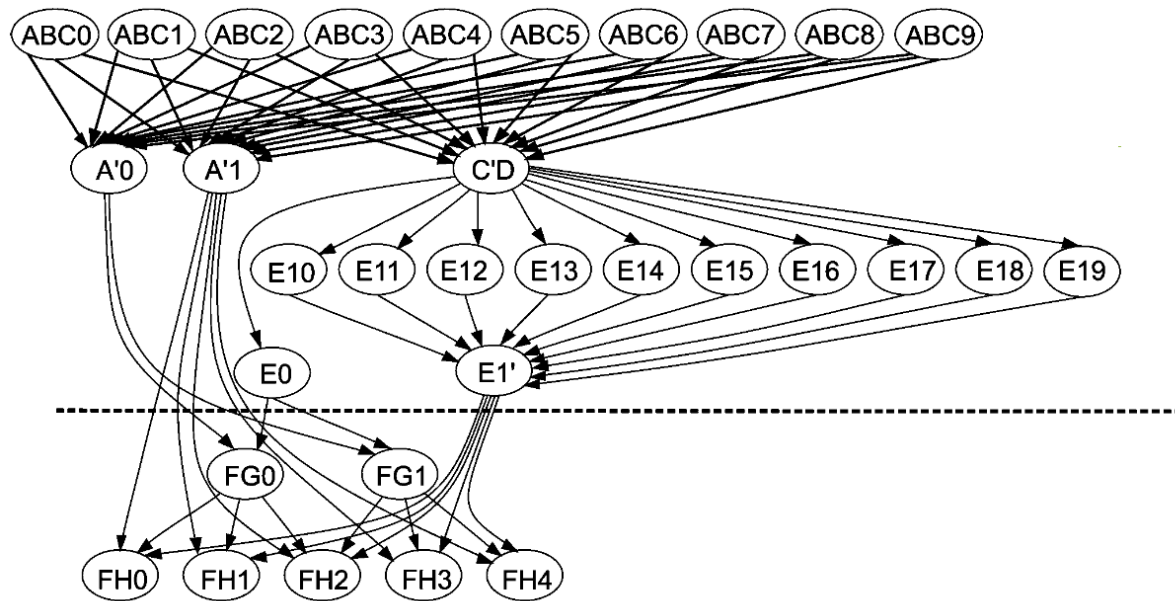 ABC0 ABC1 ABC2 ABC3 ABC4 ABC5 ABC6 ABC7 ABC8 ABC9
A'0 A'1 C'D
E10 E11 E12 E13 E14 E15 E16 E17 E18 E19
E0 E1'
FG0 FG1
FH0 FH1 FH2 FH3 FH4